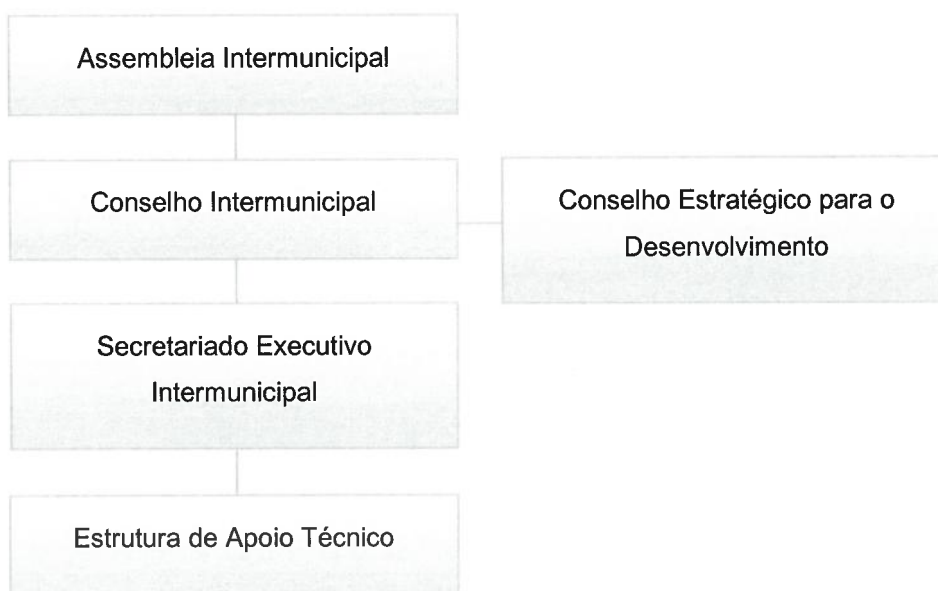 Assembleia Intermunicipal
Conselho Intermunicipal
Conselho Estratégico para o
Desenvolvimento
Secretariado Executivo
Intermunicipal
Estrutura de Apoio Técnico